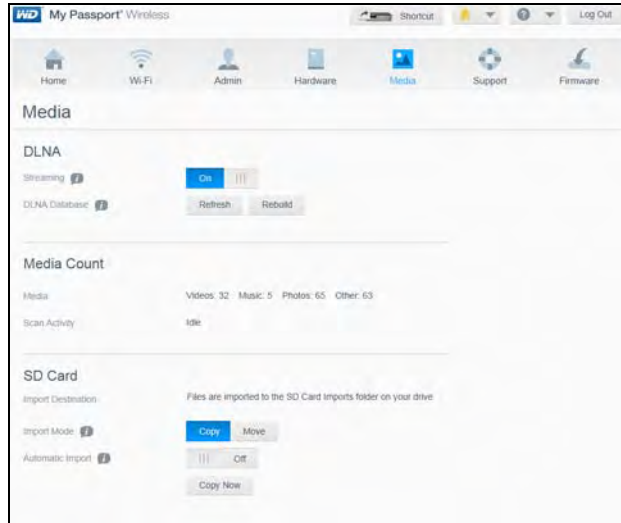 WD My Passport® Wireless Shortcut Log Out
Home Wi-Fi Admin Hardware Media Support Firmware
Media
DLNA
Streaming On
DLNA Database Refresh Rebuild
Media Count
Media Videos: 32 Music: 5 Photos: 65 Other: 63
Scan Activity Idle
SD Card
Import Destination Files are imported to the SD Card Imports folder on your drive
Import Mode Copy Move
Automatic Import Off
Copy Now